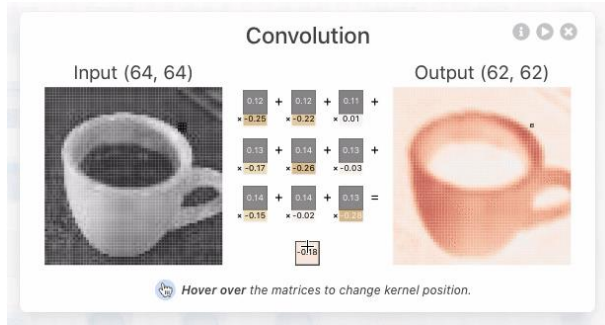 Convolution
Input (64, 64)
Output (62, 62)
0.12 + 0.12 + 0.11 +
× -0.25 × -0.22 × 0.01
0.13 + 0.14 + 0.13 +
× -0.17 × -0.26 × -0.03
0.14 + 0.14 + 0.13 =
× -0.15 × -0.02
-0.18
Hover over the matrices to change kernel position.